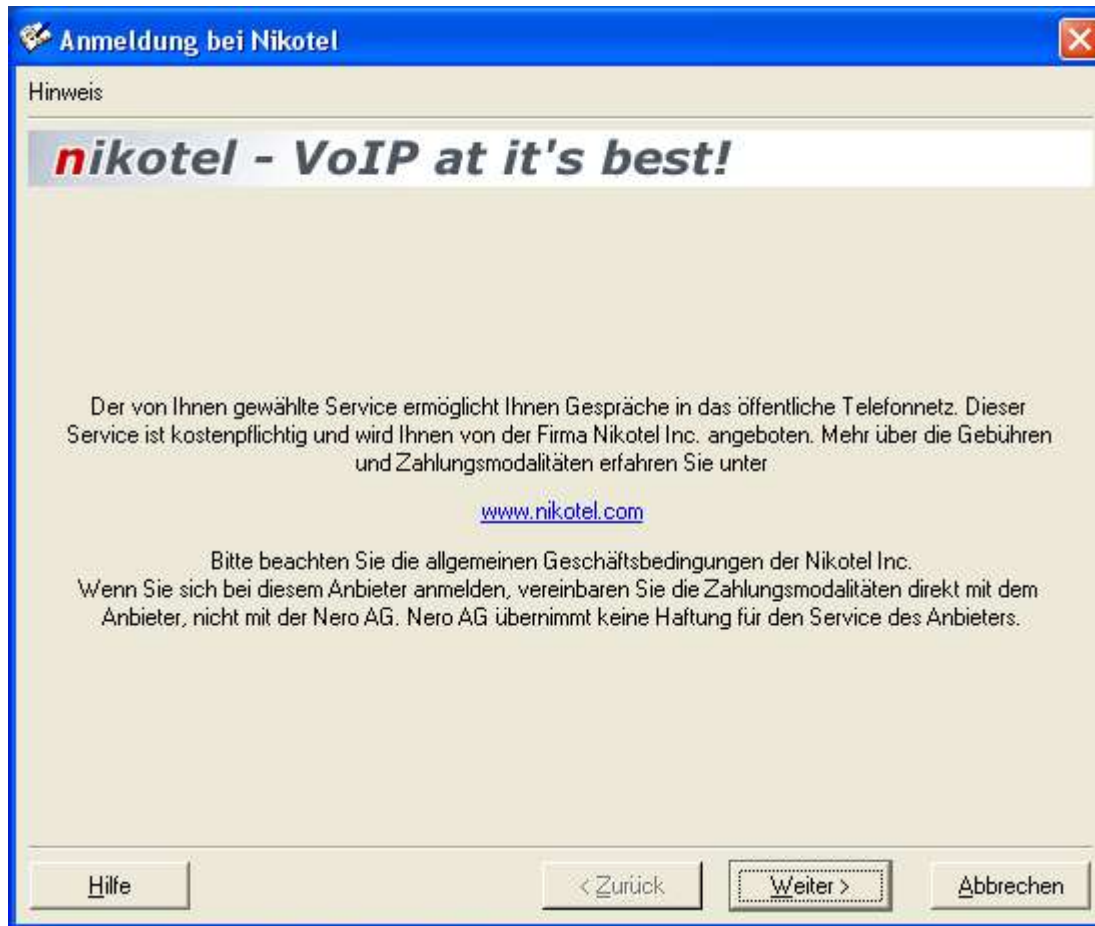 Anmeldung bei Nikotel
Hinweis
nikotel - VoIP at it's best!
Der von Ihnen gewählte Service ermöglicht Ihnen Gespräche in das öffentliche Telefonnetz. Dieser
Service ist kostenpflichtig und wird Ihnen von der Firma Nikotel Inc. angeboten. Mehr über die Gebühren
und Zahlungsmodalitäten erfahren Sie unter
www.nikotel.com
Bitte beachten Sie die allgemeinen Geschäftsbedingungen der Nikotel Inc.
Wenn Sie sich bei diesem Anbieter anmelden, vereinbaren Sie die Zahlungsmodalitäten direkt mit dem
Anbieter, nicht mit der Nero AG. Nero AG übernimmt keine Haftung für den Service des Anbieters.
Hilfe < Zurück Weiter > Abbrechen